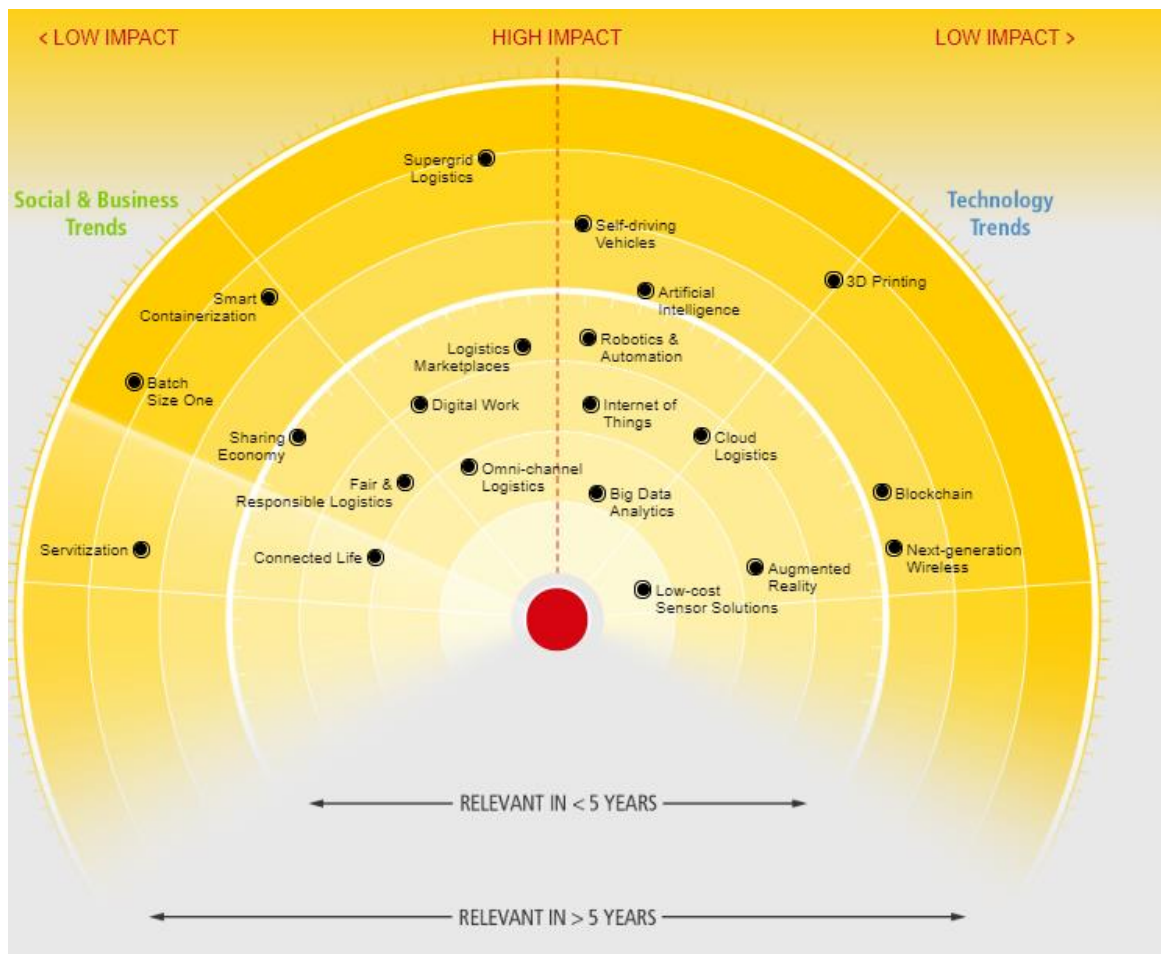 < LOW IMPACT
HIGH IMPACT
LOW IMPACT >
Social & Business
Trends
Technology
Trends
Supergrid
Logistics
Self-driving
Vehicles
3D Printing
Smart
Containerization
Artificial
Intelligence
Logistics
Marketplaces
Robotics &
Automation
Batch
Size One
Digital Work
Internet of
Things
Sharing
Economy
Cloud
Logistics
Omni-channel
Logistics
Fair &
Responsible Logistics
Big Data
Analytics
Blockchain
Servitization
Connected Life
Next-generation
Wireless
Augmented
Reality
Low-cost
Sensor Solutions
RELEVANT IN < 5 YEARS
RELEVANT IN > 5 YEARS